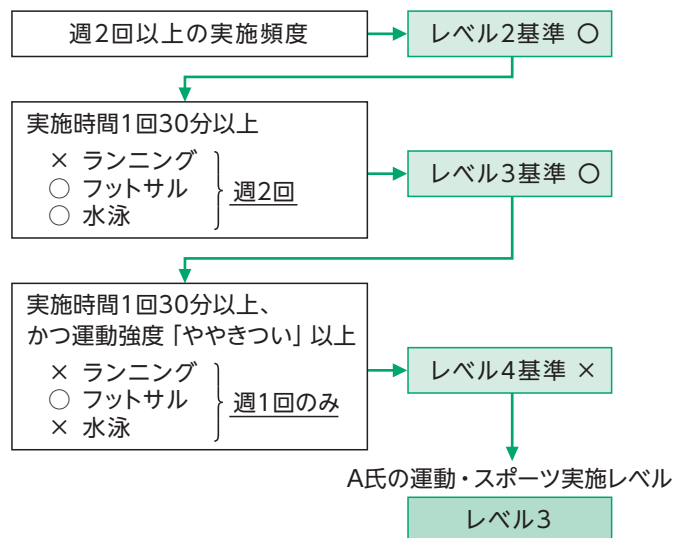 週2回以上の実施頻度
レベル2基準 ○
実施時間1回30分以上
× ランニング
○ フットサル
○ 水泳
週2回
レベル3基準 ○
実施時間1回30分以上、
かつ運動強度「ややきつい」以上
× ランニング
○ フットサル
× 水泳
週1回のみ
レベル4基準 ×
A氏の運動・スポーツ実施レベル
レベル3